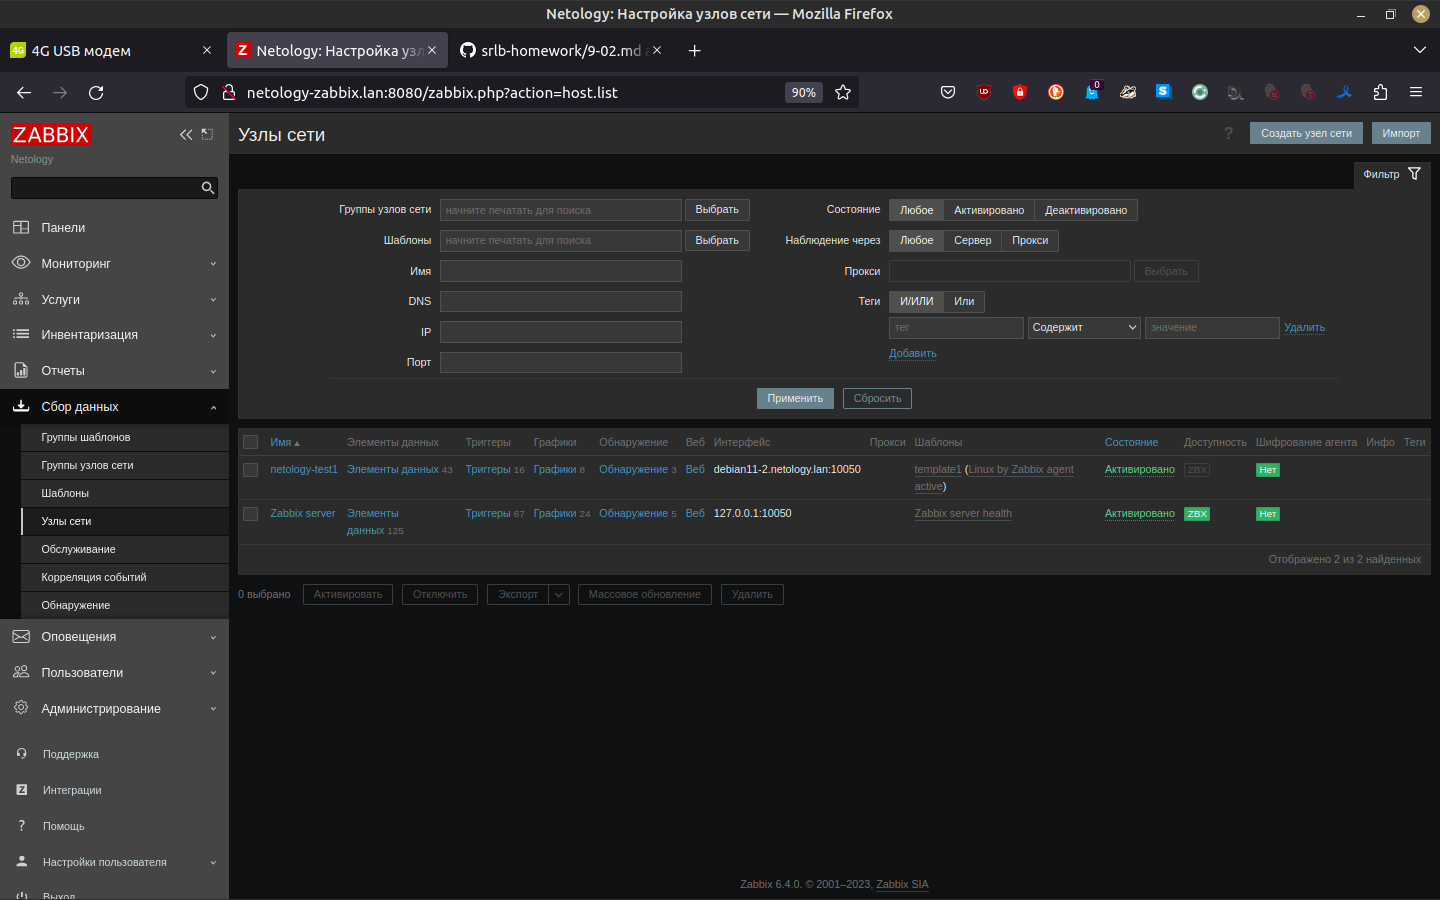 Netology: Настройка узлов сети — Mozilla Firefox
4G 4G USB модем
Z Netology: Настройка узл
srlb-homework/9-02.md a
netology-zabbix.lan:8080/zabbix.php?action=host.list 90% 0
ZABBIX
Netology
Панели
Мониторинг
Услуги
Инвентаризация
Отчеты
Сбор данных
Группы шаблонов
Группы узлов сети
Шаблоны
Узлы сети
Обслуживание
Корреляция событий
Обнаружение
Оповещения
Пользователи
Администрирование
Поддержка
Z Интеграции
? Помощь
Настройки пользователя
Выход
Узлы сети ? Создать узел сети Импорт
Фильтр
Группы узлов сети начните печатать для поиска Выбрать
Шаблоны начните печатать для поиска Выбрать
Имя
DNS
IP
Порт
Состояние Любое Активировано Деактивировано
Наблюдение через Любое Сервер Прокси
Прокси Выбрать
Теги И/ИЛИ Или
тег Содержит значение Удалить
Добавить
Применить Сбросить
Имя Элементы данных Триггеры Графики Обнаружение Веб Интерфейс Прокси Шаблоны Состояние Доступность Шифрование агента Инфо Теги
netology-test1 Элементы данных 43 Триггеры 16 Графики 8 Обнаружение 3 Веб debian11-2.netology.lan:10050 template1 (Linux by Zabbix agent Активировано ZBX Нет
active)
Zabbix server Элементы Триггеры 67 Графики 24 Обнаружение 5 Веб 127.0.0.1:10050 Zabbix server health Активировано ZBX Нет
данных 125
Отображено 2 из 2 найденных
0 выбрано Активировать Отключить Экспорт Массовое обновление Удалить
Zabbix 6.4.0. © 2001–2023, Zabbix SIA